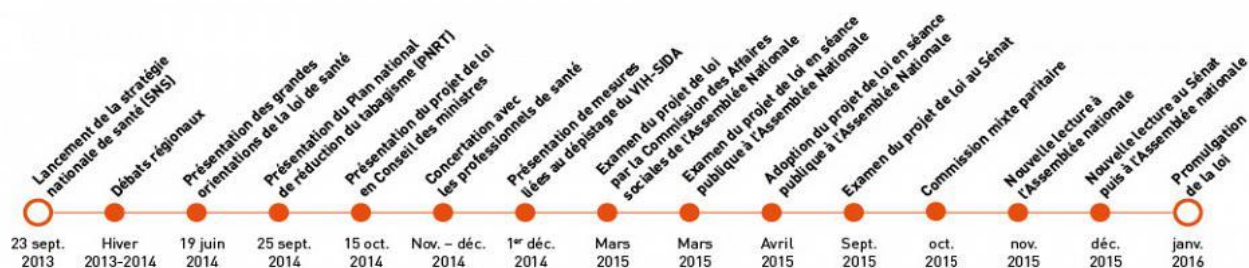 Lancement de la stratégie
nationale de santé (SNS)
23 sept.
2013
Débats régionaux
Hiver
2013-2014
Présentation des grandes
orientations de la loi de santé
19 juin
2014
Présentation du Plan national
de réduction du tabagisme (PNRT)
25 sept.
2014
Présentation du projet de loi
en Conseil des ministres
15 oct.
2014
Concertation avec
les professionnels de santé
Nov. – déc.
2014
Présentation de mesures
liées au dépistage du VIH-SIDA
1er déc.
2014
Examen du projet de loi
par la Commission des Affaires
sociales de l'Assemblée Nationale
Mars
2015
Examen du projet de loi en séance
publique à l'Assemblée Nationale
Mars
2015
Adoption du projet de loi en séance
publique à l'Assemblée Nationale
Avril
2015
Examen du projet de loi au Sénat
Sept.
2015
Commission mixte paritaire
oct.
2015
Nouvelle lecture à
l'Assemblée nationale
nov.
2015
Nouvelle lecture au Sénat
puis à l'Assemblée nationale
déc.
2015
Promulgation
de la loi
janv.
2016